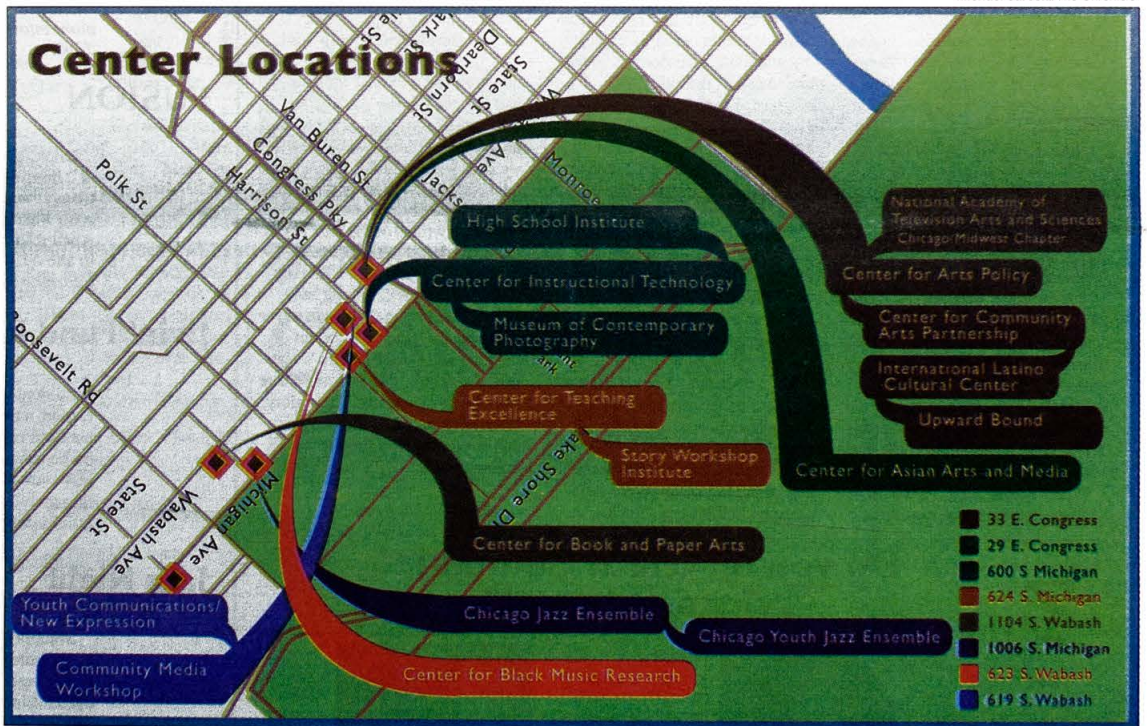 Center Locations
Dearborn St
State St
Van Buren St
Congress Pky
Harrison St
Polk St
Jacks
Monroe
Ave
Roosevelt Rd
State St
Wabash Ave
Michigan Ave
ake Shore Dr
ark
High School Institute
Center for Instructional Technology
Museum of Contemporary
Photography
Center for Teaching
Excellence
Story Workshop
Institute
Center for Book and Paper Arts
Chicago Jazz Ensemble
Chicago Youth Jazz Ensemble
Center for Black Music Research
Youth Communications/
New Expression
Community Media
Workshop
National Academy of
Television Arts and Sciences
Chicago/Midwest Chapter
Center for Arts Policy
Center for Community
Arts Partnership
International Latino
Cultural Center
Upward Bound
Center for Asian Arts and Media
33 E. Congress
29 E. Congress
600 S Michigan
624 S. Michigan
1104 S. Wabash
1006 S. Michigan
623 S. Wabash
619 S. Wabash